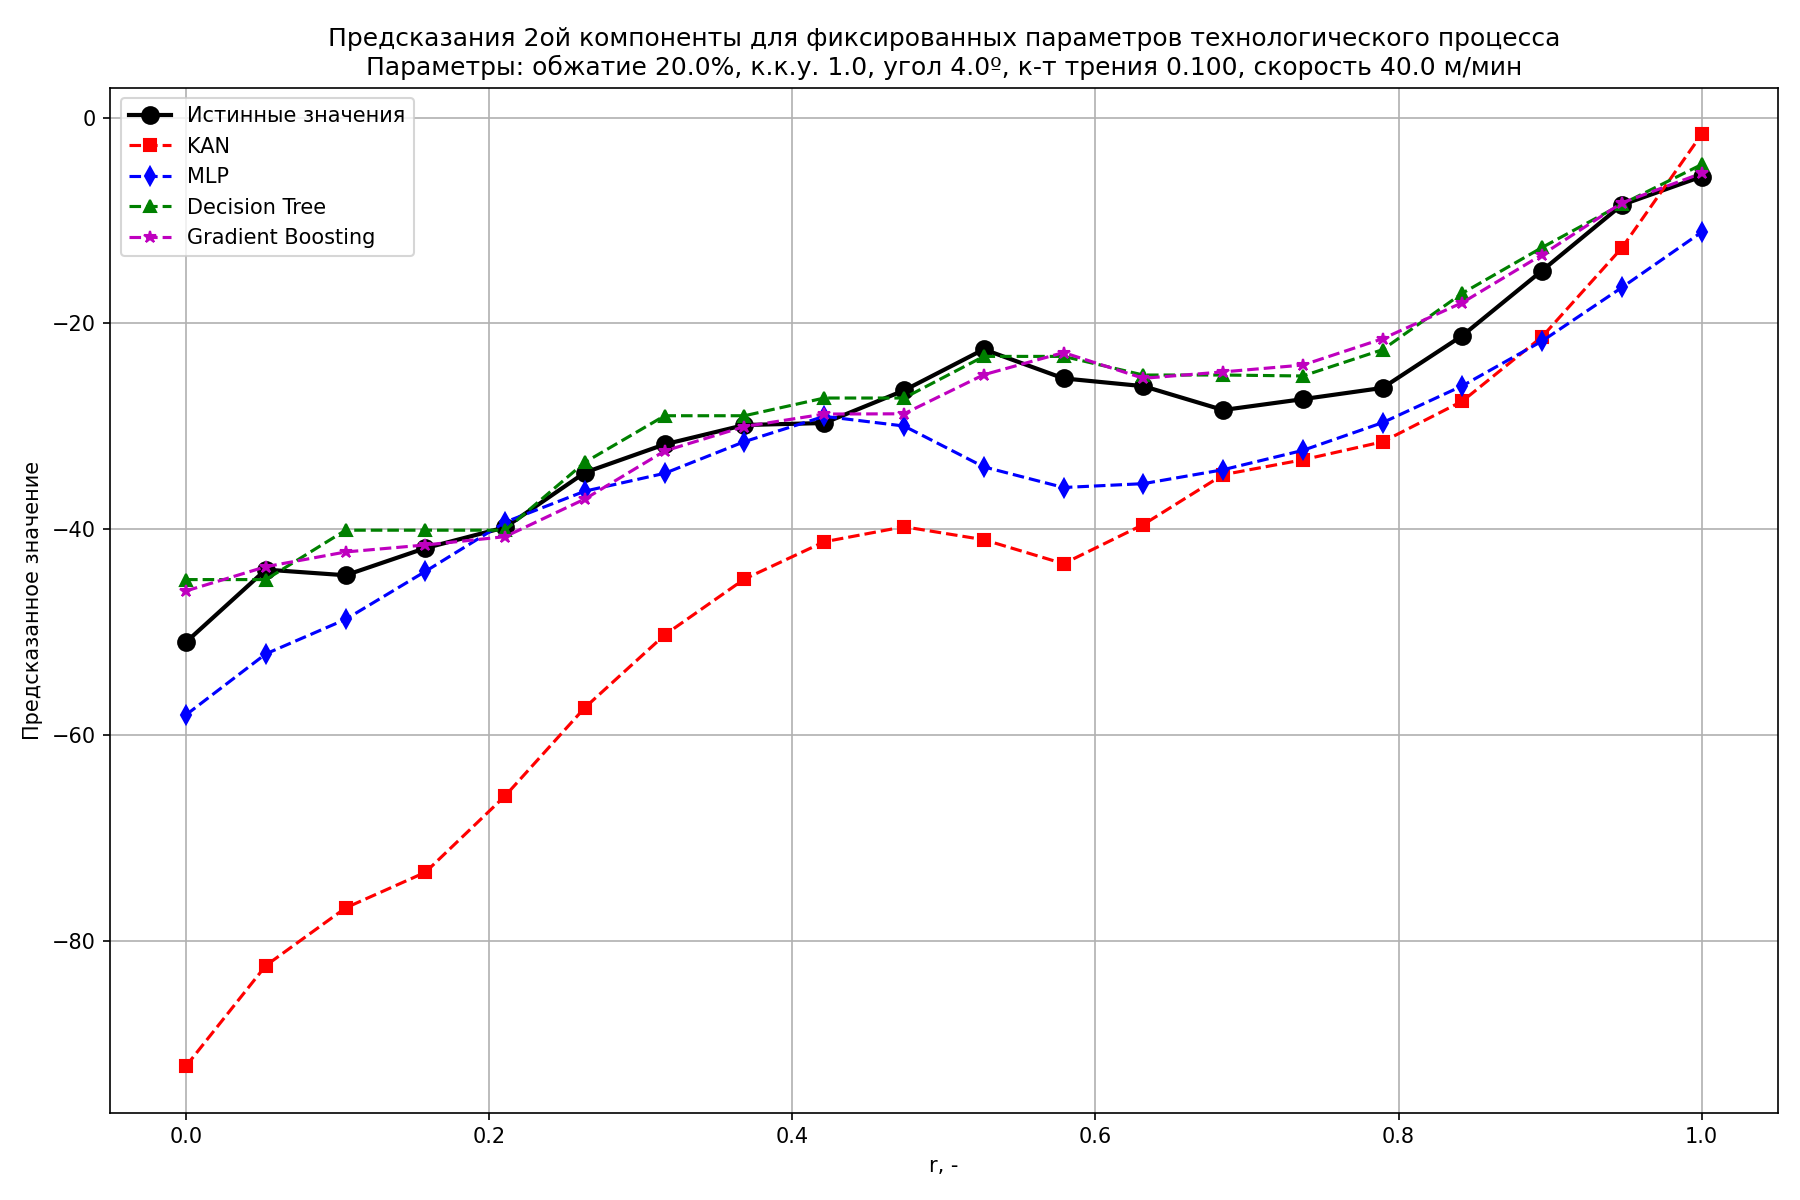 Предсказания 2ой компоненты для фиксированных параметров технологического процесса
Параметры: обжатие 20.0%, к.к.у. 1.0, угол 4.0º, к-т трения 0.100, скорость 40.0 м/мин
Истинные значения
KAN
MLP
Decision Tree
Gradient Boosting
Предсказанное значение
0
−20
−40
−60
−80
0.0 0.2 0.4 0.6 0.8 1.0
r, -